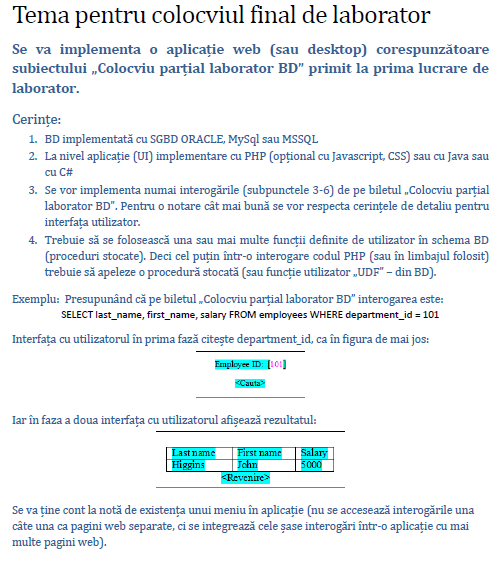 Tema pentru colocviul final de laborator
Se va implementa o aplicație web (sau desktop) corespunzătoare
subiectului „Colocviu parțial laborator BD” primit la prima lucrare de
laborator.
Cerințe:
1. BD implementată cu SGBD ORACLE, MySql sau MSSQL
2. La nivel aplicație (UI) implementare cu PHP (opțional cu Javascript, CSS) sau cu Java sau
cu C#
3. Se vor implementa numai interogările (subpunctele 3-6) de pe biletul „Colocviu parțial
laborator BD”. Pentru o notare cât mai bună se vor respecta cerințele de detaliu pentru
interfața utilizator.
4. Trebuie să se folosească una sau mai multe funcții definite de utilizator în schema BD
(proceduri stocate). Deci cel puțin într-o interogare codul PHP (sau în limbajul folosit)
trebuie să apeleze o procedură stocată (sau funcție utilizator „UDF” – din BD).
Exemplu: Presupunând că pe biletul „Colocviu parțial laborator BD” interogarea este:
SELECT last_name, first_name, salary FROM employees WHERE department_id = 101
Interfața cu utilizatorul în prima fază citește department_id, ca în figura de mai jos:
Employee ID: [101]
<Cauta>
Iar în faza a doua interfața cu utilizatorul afișează rezultatul:
Last name First name Salary
Higgins John 5000
<Revenire>
Se va ține cont la notă de existența unui meniu în aplicație (nu se accesează interogările una
câte una ca pagini web separate, ci se integrează cele șase interogări într-o aplicație cu mai
multe pagini web).